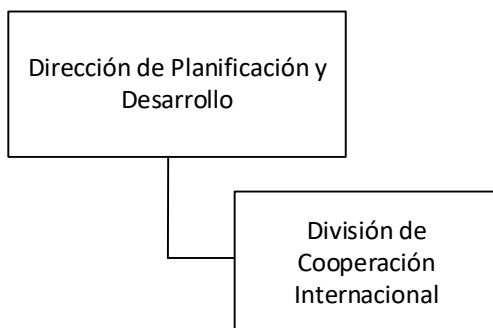 Dirección de Planificación y
Desarrollo
División de
Cooperación
Internacional